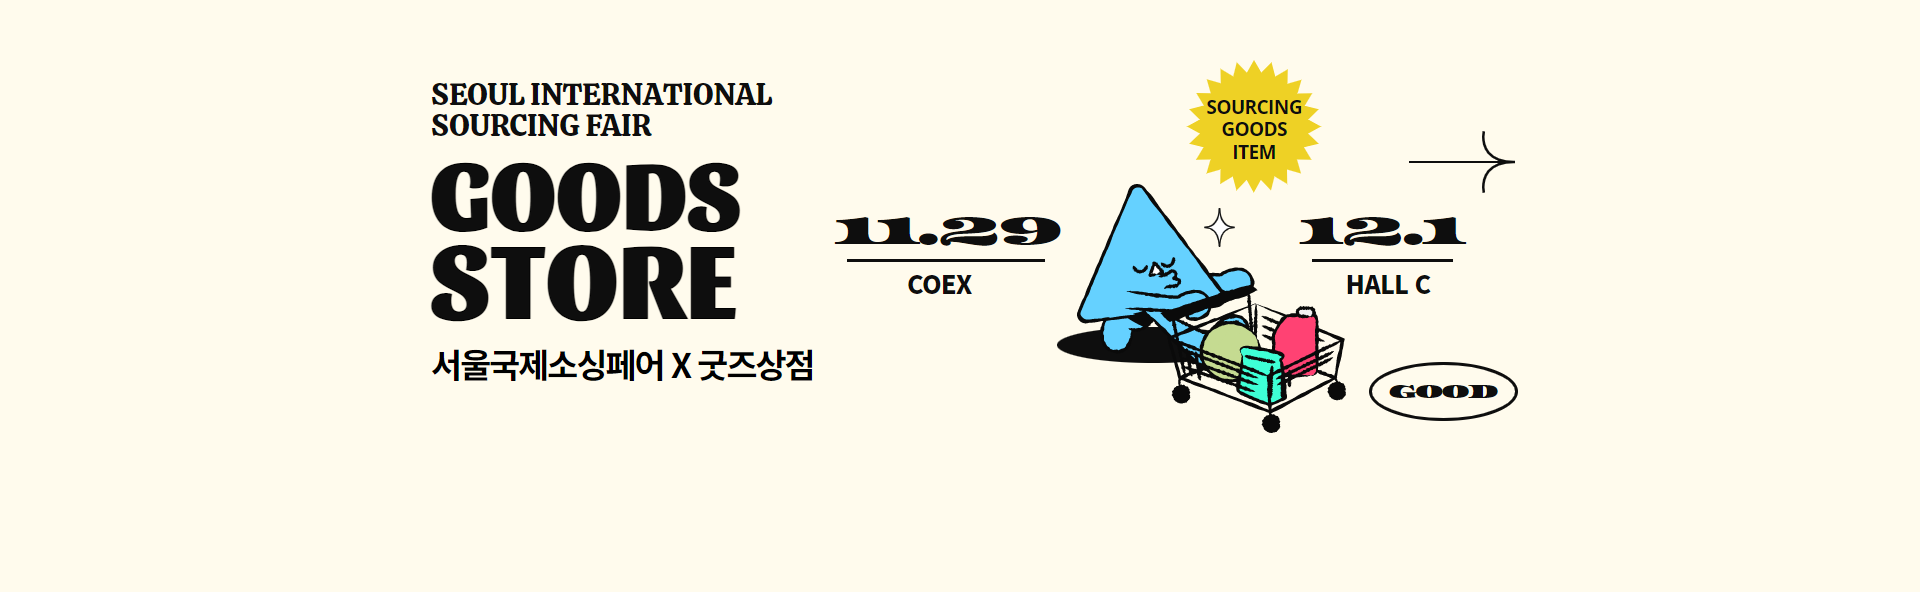 SEOUL INTERNATIONAL
SOURCING FAIR
GOODS
STORE
서울국제소싱페어 X 굿즈상점
11.29
COEX
SOURCING
GOODS
ITEM
12.1
HALL C
GOOD